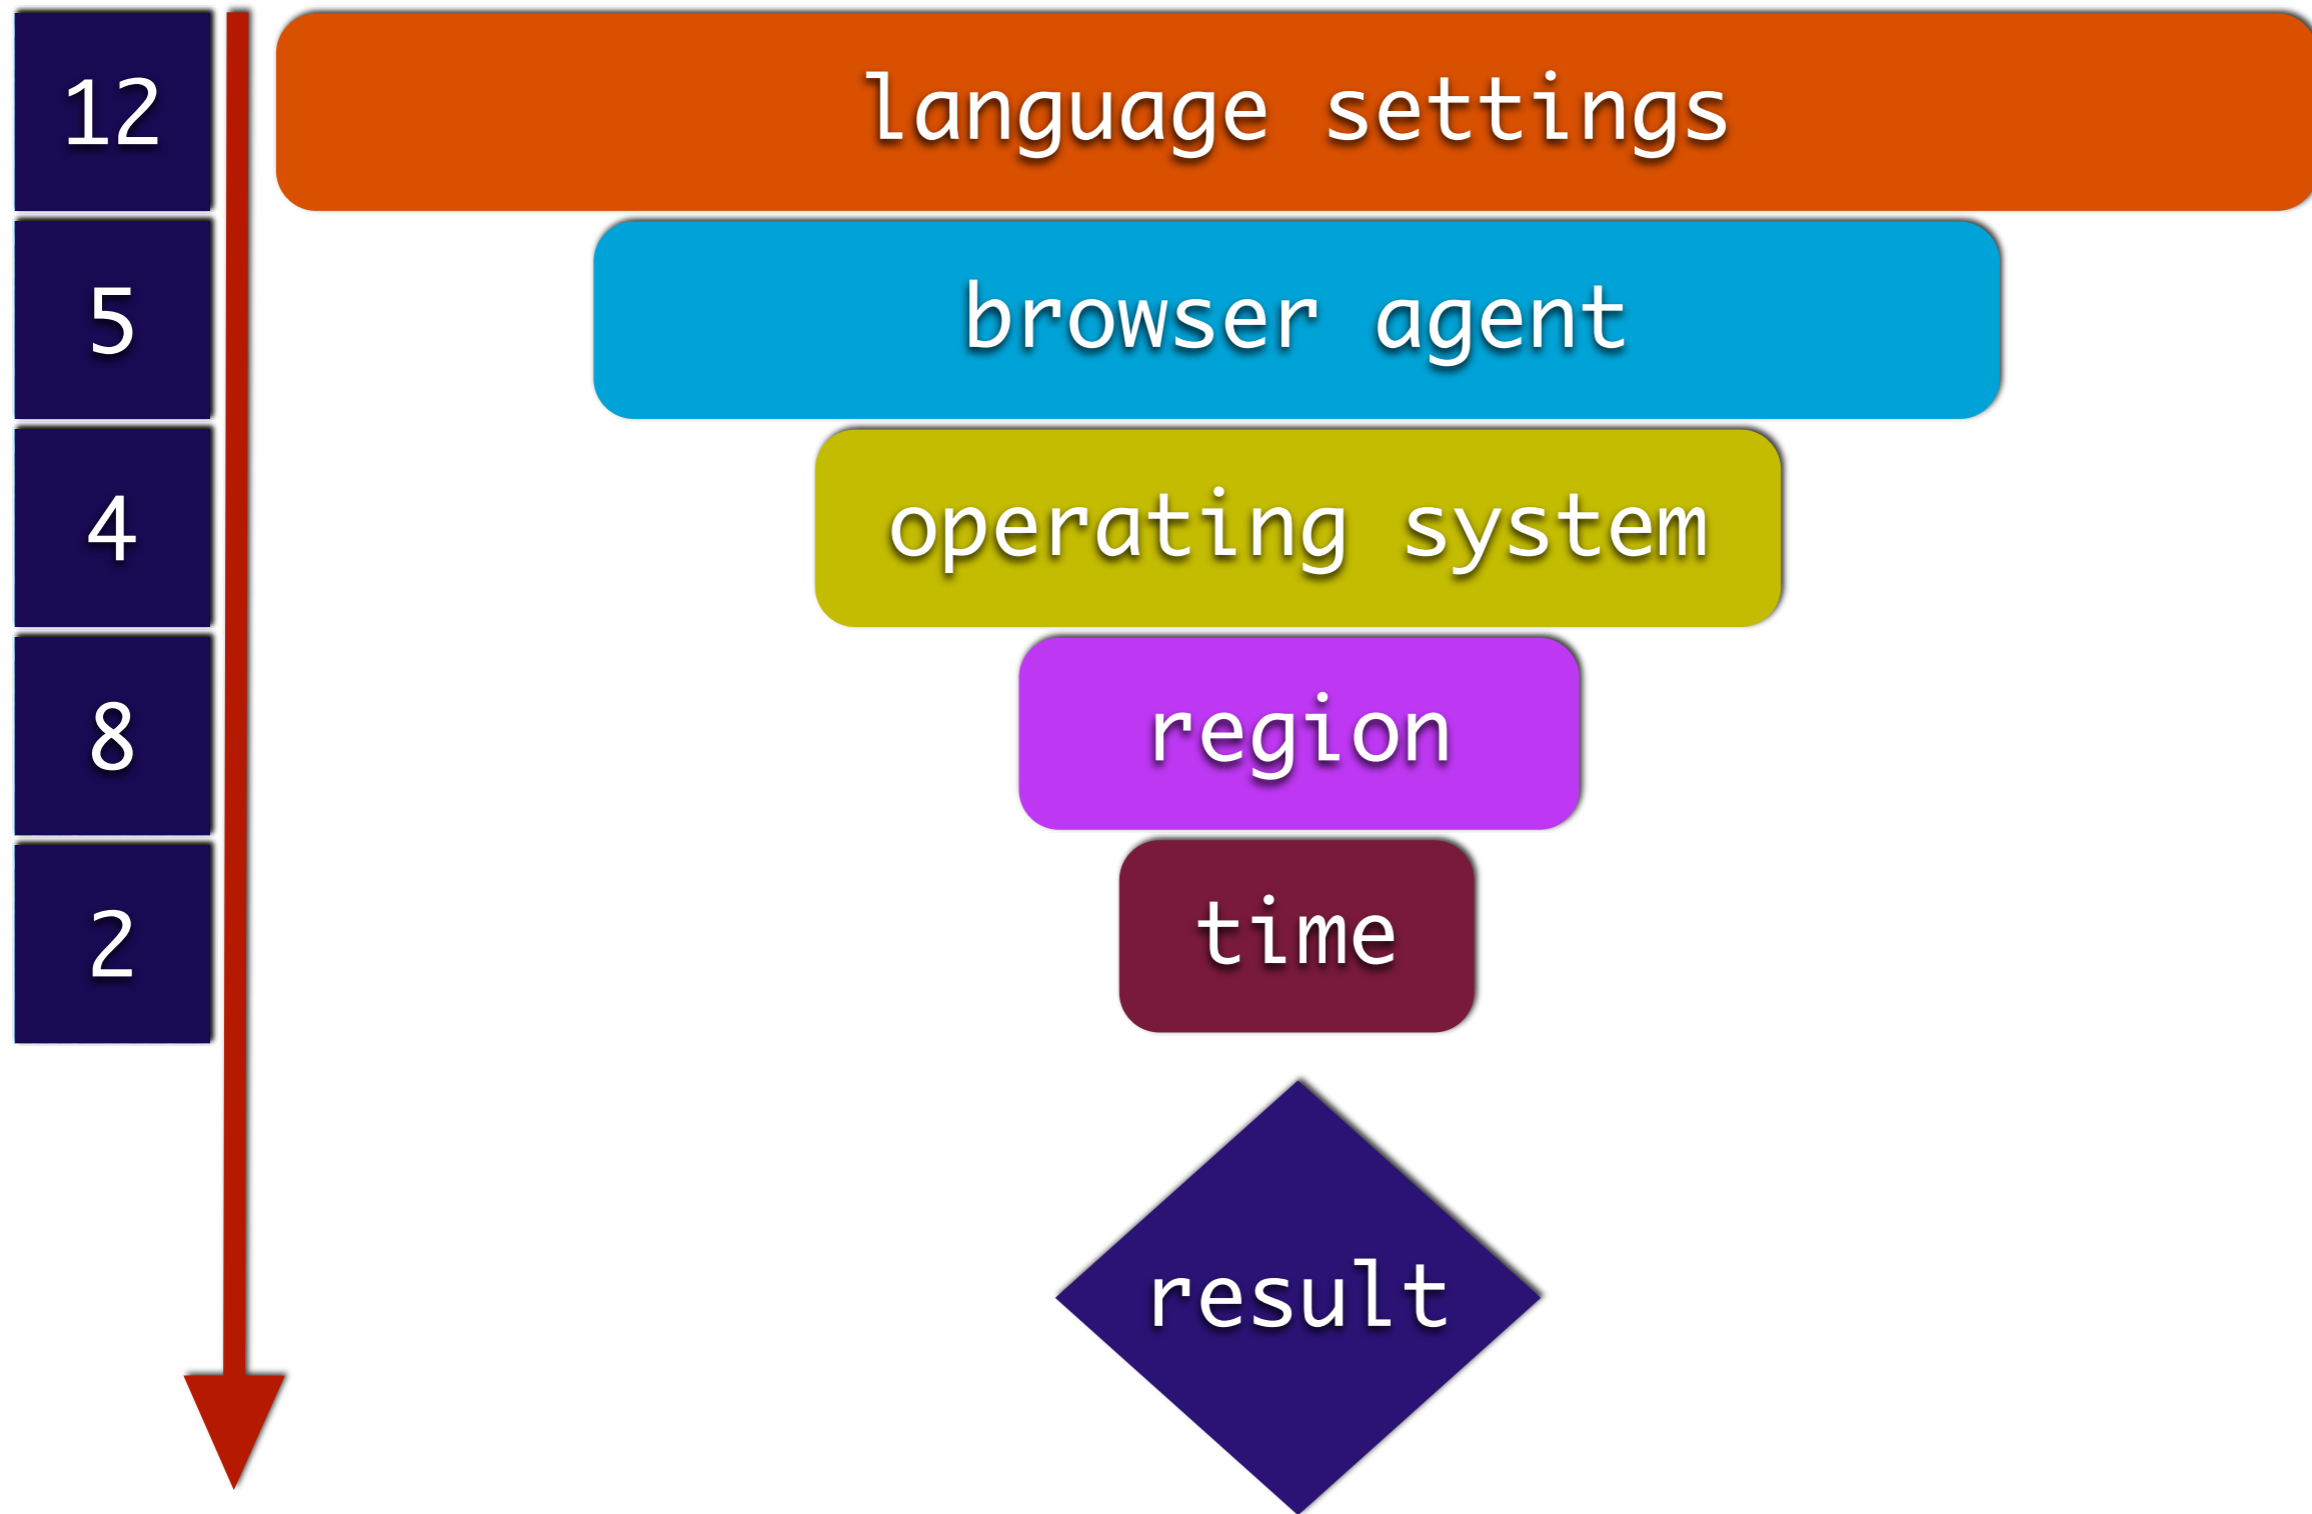 12
language settings
5
browser agent
4
operating system
8
region
2
time
result